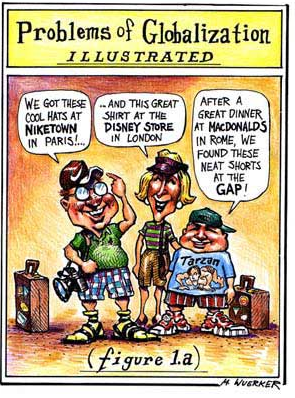 Problems of Globalization
ILLUSTRATED
WE GOT THESE
COOL HATS AT
NIKETOWN
IN PARIS!...
...AND THIS GREAT
SHIRT AT THE
DISNEY STORE
IN LONDON
AFTER A
GREAT DINNER
AT MACDONALDS
IN ROME, WE
FOUND THESE
NEAT SHORTS
AT THE
GAP!
Tarzan
(figure 1.a)
M WUERKER